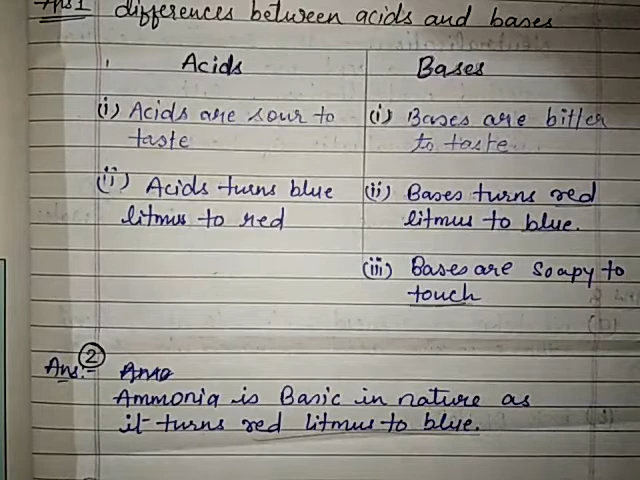 Ans 1 differences between acids and bases
Acids Bases
(i) Acids are sour to
taste
(i) Bases are bitter
to taste.
(ii) Acids turns blue
litmus to red
(ii) Bases turns red
litmus to blue.
(iii) Bases are soapy to
touch
Ans:- 2
Ammonia is Basic in nature as
it turns red litmus to blue.